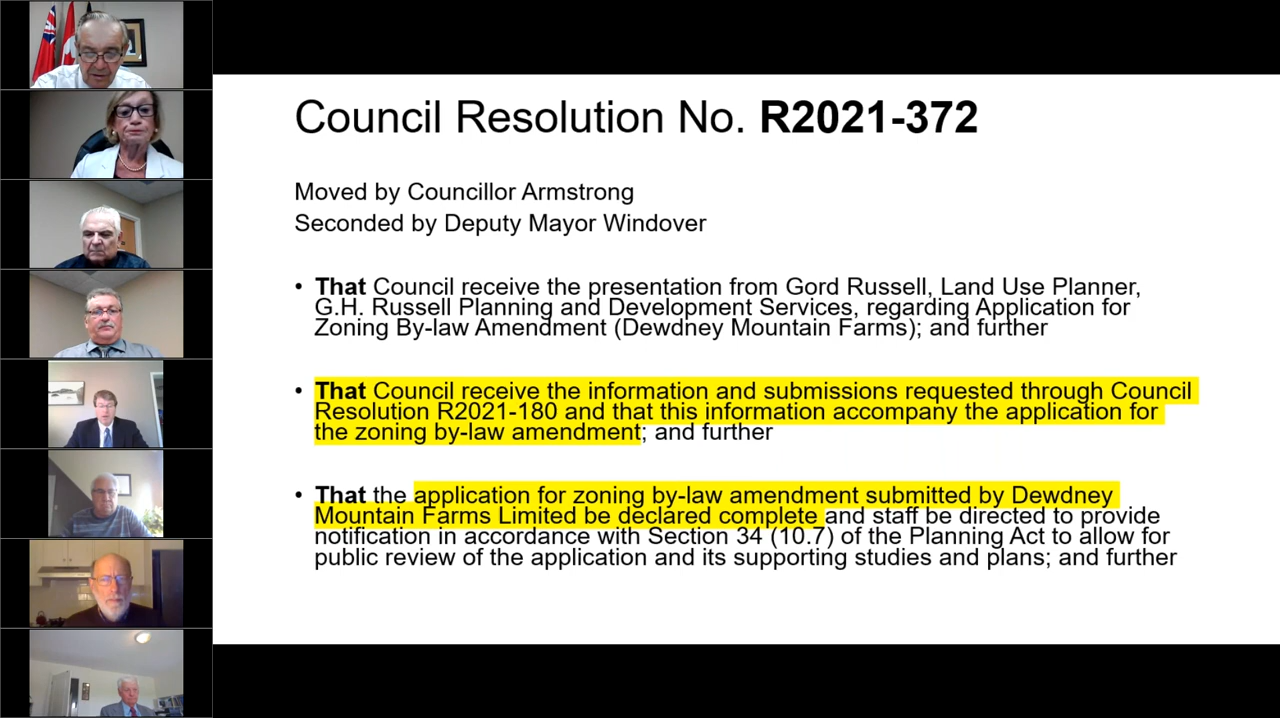 Council Resolution No. R2021-372
Moved by Councillor Armstrong
Seconded by Deputy Mayor Windover
• That Council receive the presentation from Gord Russell, Land Use Planner,
G.H. Russell Planning and Development Services, regarding Application for
Zoning By-law Amendment (Dewdney Mountain Farms); and further
• That Council receive the information and submissions requested through Council
Resolution R2021-180 and that this information accompany the application for
the zoning by-law amendment; and further
• That the application for zoning by-law amendment submitted by Dewdney
Mountain Farms Limited be declared complete and staff be directed to provide
notification in accordance with Section 34 (10.7) of the Planning Act to allow for
public review of the application and its supporting studies and plans; and further